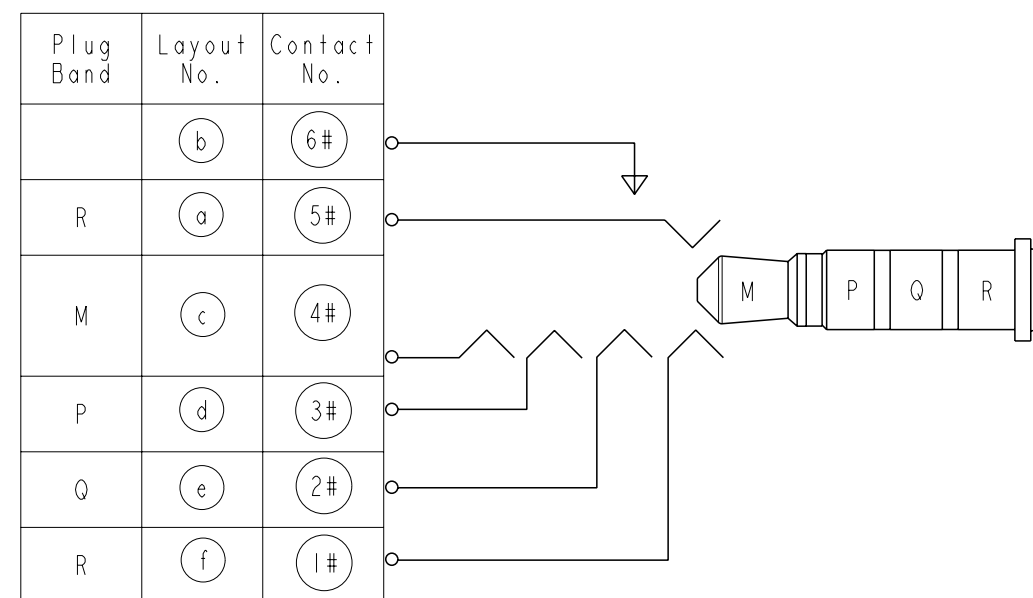 Plug Band Layout No. Contact No.
b 6#
R a 5#
M c 4#
P d 3#
Q e 2#
R f 1#
M P Q R